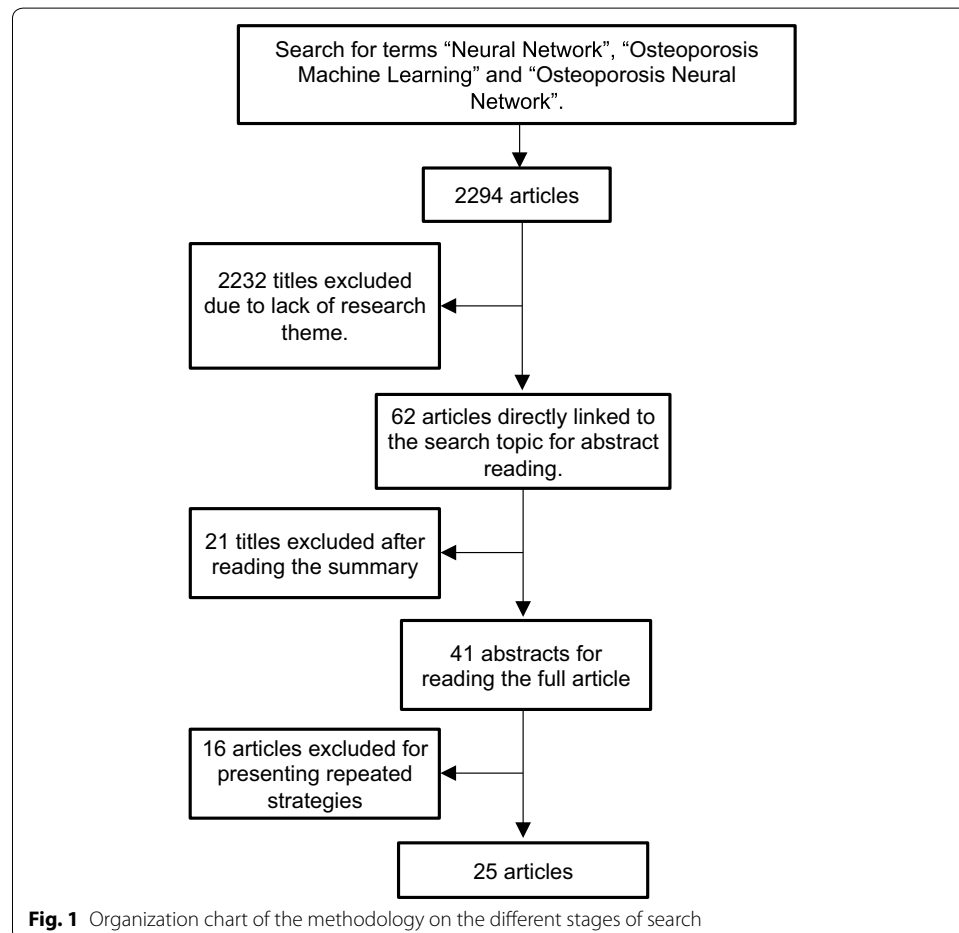 Search for terms “Neural Network”, “Osteoporosis
Machine Learning” and “Osteoporosis Neural
Network”.
2294 articles
2232 titles excluded
due to lack of research
theme.
62 articles directly linked to
the search topic for abstract
reading.
21 titles excluded after
reading the summary
41 abstracts for
reading the full article
16 articles excluded for
presenting repeated
strategies
25 articles
Fig. 1 Organization chart of the methodology on the different stages of search